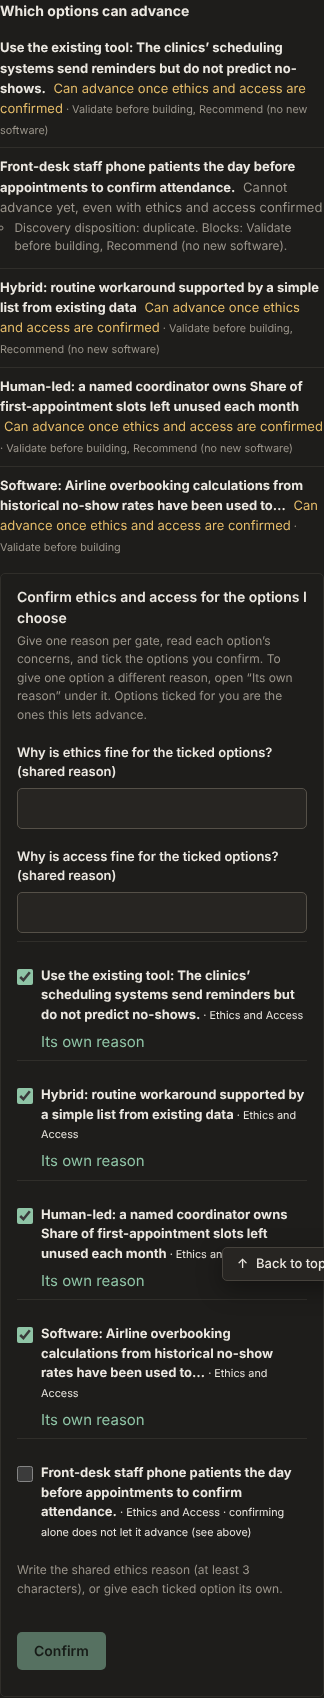 Which options can advance
Use the existing tool: The clinics’ scheduling
systems send reminders but do not predict no-
shows. Can advance once ethics and access are
confirmed · Validate before building, Recommend (no new
software)
Front-desk staff phone patients the day before
appointments to confirm attendance. Cannot
advance yet, even with ethics and access confirmed
Discovery disposition: duplicate. Blocks: Validate
before building, Recommend (no new software).
Hybrid: routine workaround supported by a simple
list from existing data Can advance once ethics
and access are confirmed · Validate before building,
Recommend (no new software)
Human-led: a named coordinator owns Share of
first-appointment slots left unused each month
Can advance once ethics and access are confirmed
· Validate before building, Recommend (no new software)
Software: Airline overbooking calculations from
historical no-show rates have been used to… Can
advance once ethics and access are confirmed ·
Validate before building
Confirm ethics and access for the options I
choose
Give one reason per gate, read each option’s
concerns, and tick the options you confirm. To
give one option a different reason, open “Its own
reason” under it. Options ticked for you are the
ones this lets advance.
Why is ethics fine for the ticked options?
(shared reason)
Why is access fine for the ticked options?
(shared reason)
Use the existing tool: The clinics’
scheduling systems send reminders but
do not predict no-shows. · Ethics and Access
Its own reason
Hybrid: routine workaround supported by
a simple list from existing data · Ethics and
Access
Its own reason
Human-led: a named coordinator owns
Share of first-appointment slots left
unused each month · Ethics
↑ Back to top
Its own reason
Software: Airline overbooking
calculations from historical no-show
rates have been used to… · Ethics and
Access
Its own reason
Front-desk staff phone patients the day
before appointments to confirm
attendance. · Ethics and Access · confirming
alone does not let it advance (see above)
Write the shared ethics reason (at least 3
characters), or give each ticked option its own.
Confirm